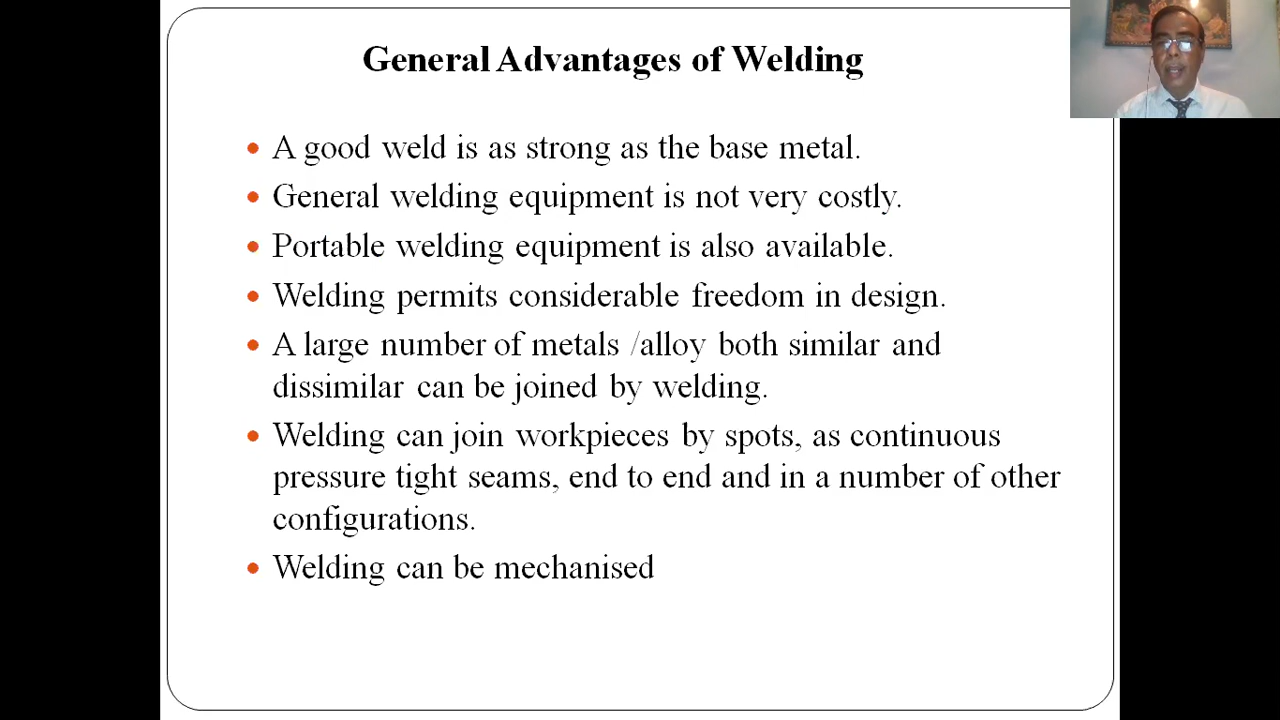 General Advantages of Welding
• A good weld is as strong as the base metal.
• General welding equipment is not very costly.
• Portable welding equipment is also available.
• Welding permits considerable freedom in design.
• A large number of metals /alloy both similar and
dissimilar can be joined by welding.
• Welding can join workpieces by spots, as continuous
pressure tight seams, end to end and in a number of other
configurations.
• Welding can be mechanised